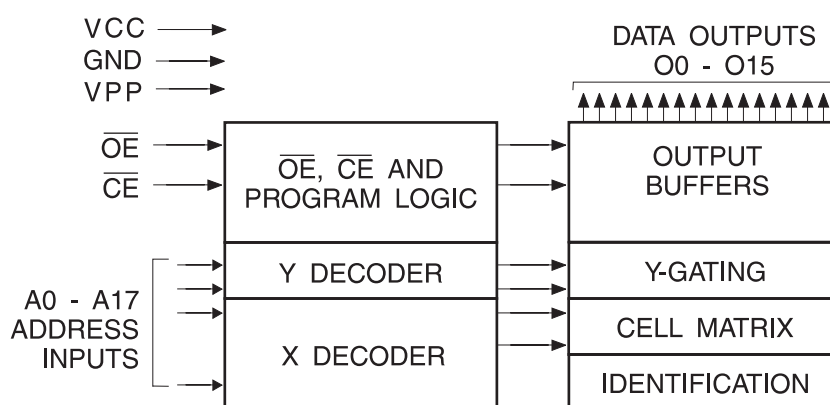 VCC
GND
VPP
OE
CE
A0 - A17
ADDRESS
INPUTS
OE, CE AND
PROGRAM LOGIC
Y DECODER
X DECODER
DATA OUTPUTS
O0 - O15
OUTPUT
BUFFERS
Y-GATING
CELL MATRIX
IDENTIFICATION